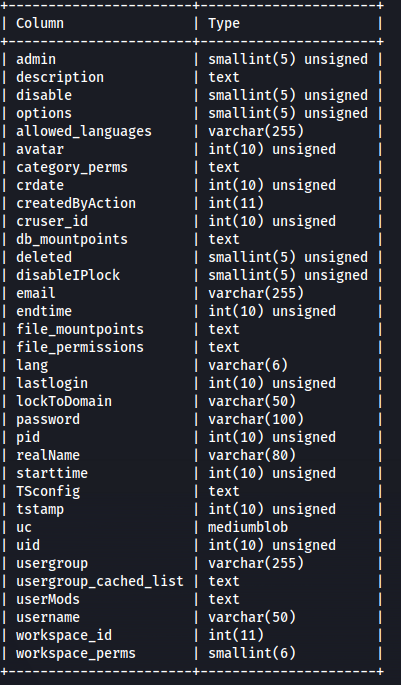 +-----------------------+----------------------+
| Column                | Type                 |
+-----------------------+----------------------+
| admin                 | smallint(5) unsigned |
| description           | text                 |
| disable               | smallint(5) unsigned |
| options               | smallint(5) unsigned |
| allowed_languages     | varchar(255)         |
| avatar                | int(10) unsigned     |
| category_perms        | text                 |
| crdate                | int(10) unsigned     |
| createdByAction       | int(11)              |
| cruser_id             | int(10) unsigned     |
| db_mountpoints        | text                 |
| deleted               | smallint(5) unsigned |
| disableIPlock         | smallint(5) unsigned |
| email                 | varchar(255)         |
| endtime               | int(10) unsigned     |
| file_mountpoints      | text                 |
| file_permissions      | text                 |
| lang                  | varchar(6)           |
| lastlogin             | int(10) unsigned     |
| lockToDomain          | varchar(50)          |
| password              | varchar(100)         |
| pid                   | int(10) unsigned     |
| realName              | varchar(80)          |
| starttime             | int(10) unsigned     |
| TSconfig              | text                 |
| tstamp                | int(10) unsigned     |
| uc                    | mediumblob           |
| uid                   | int(10) unsigned     |
| usergroup             | varchar(255)         |
| usergroup_cached_list | text                 |
| userMods              | text                 |
| username              | varchar(50)          |
| workspace_id          | int(11)              |
| workspace_perms       | smallint(6)          |
+-----------------------+----------------------+